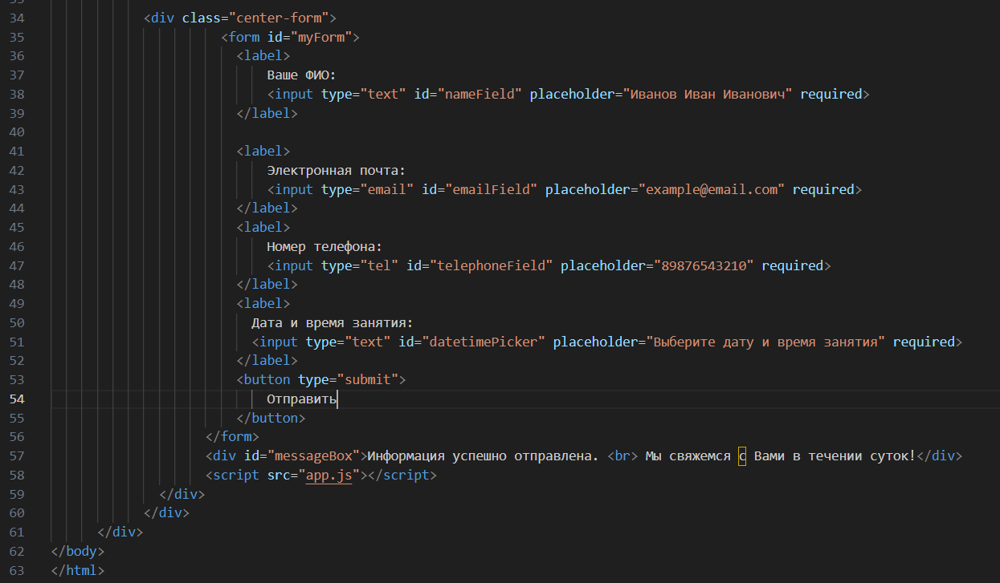 34 <div class="center-form">
35 <form id="myForm">
36 <label>
37 Ваше ФИО:
38 <input type="text" id="nameField" placeholder="Иванов Иван Иванович" required>
39 </label>
40
41 <label>
42 Электронная почта:
43 <input type="email" id="emailField" placeholder="example@email.com" required>
44 </label>
45 <label>
46 Номер телефона:
47 <input type="tel" id="telephoneField" placeholder="89876543210" required>
48 </label>
49 <label>
50 Дата и время занятия:
51 <input type="text" id="datetimePicker" placeholder="Выберите дату и время занятия" required>
52 </label>
53 <button type="submit">
54 Отправить
55 </button>
56 </form>
57 <div id="messageBox">Информация успешно отправлена. <br> Мы свяжемся с Вами в течении суток!</div>
58 <script src="app.js"></script>
59 </div>
60 </div>
61 </div>
62 </body>
63 </html>